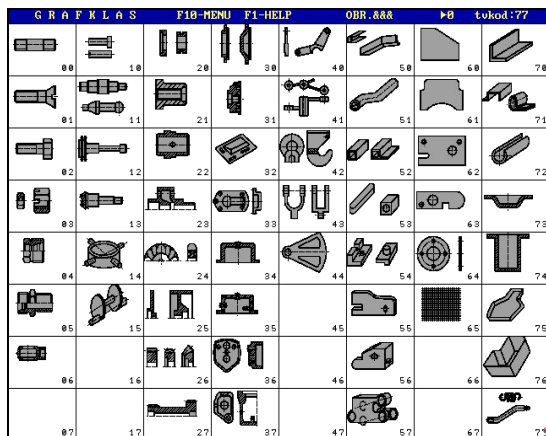 G R A F K L A S F10-MENU F1-HELP OBR.&&& ►0 tvkod:77
00 10 20 30 40 50 60 70
01 11 21 31 41 51 61 71
02 12 22 32 42 52 62 72
03 13 23 33 43 53 63 73
04 14 24 34 44 54 64 74
05 15 25 35 45 55 65 75
06 16 26 36 46 56 66 76
07 17 27 37 47 57 67 77